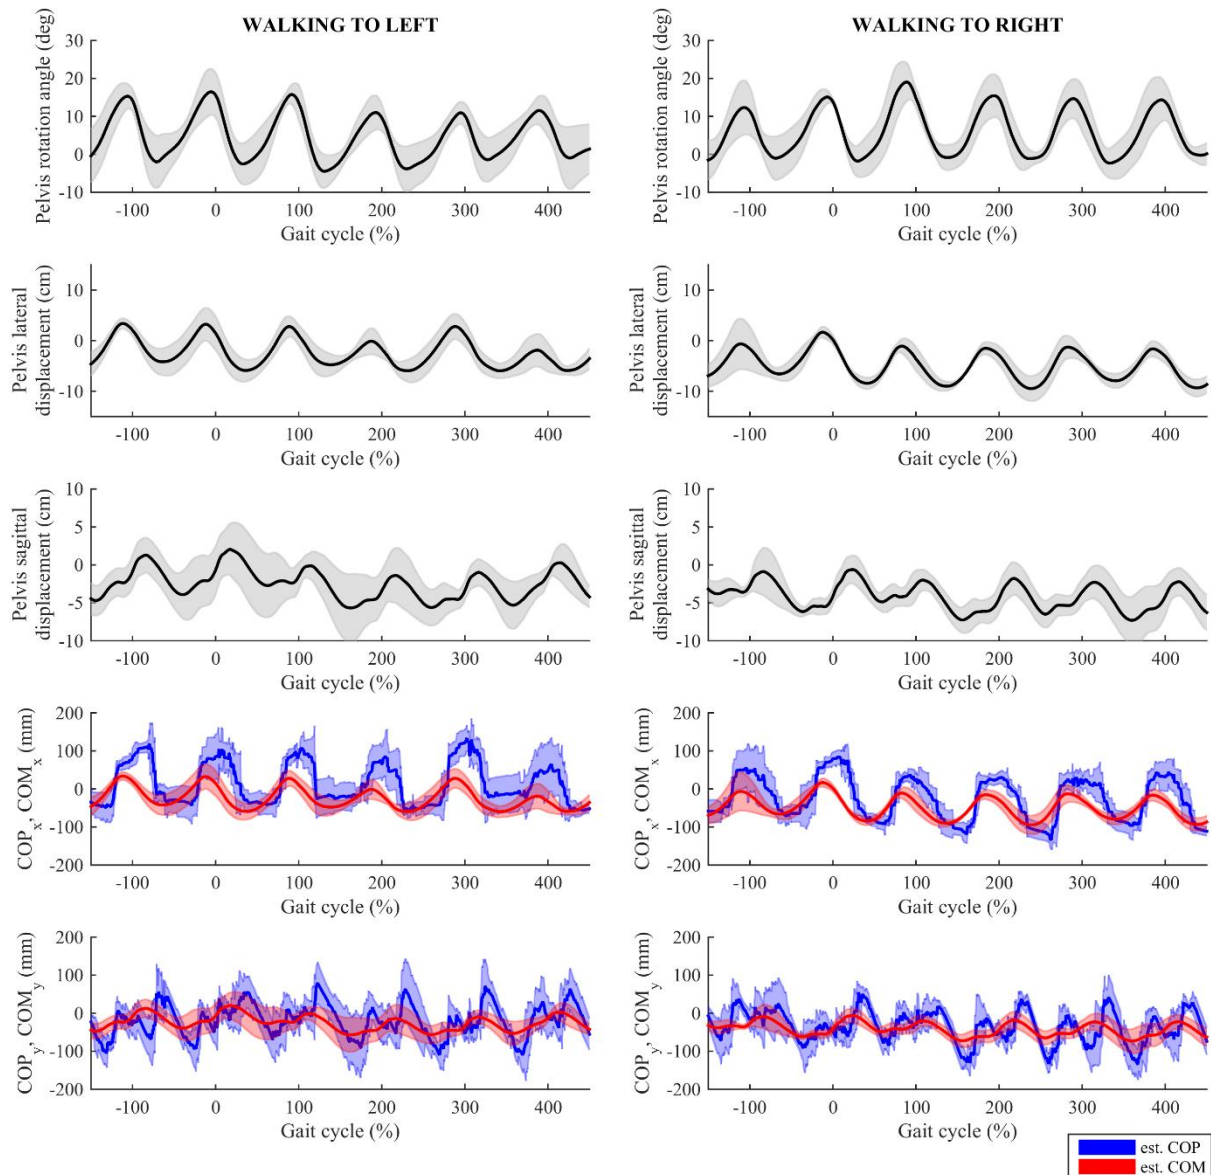 WALKING TO LEFT
WALKING TO RIGHT
Pelvis rotation angle (deg)
30
20
10
0
-10
-100 0 100 200 300 400
Gait cycle (%)
Pelvis rotation angle (deg)
30
20
10
0
-10
-100 0 100 200 300 400
Gait cycle (%)
Pelvis lateral
displacement (cm)
10
0
-10
-100 0 100 200 300 400
Gait cycle (%)
Pelvis lateral
displacement (cm)
10
0
-10
-100 0 100 200 300 400
Gait cycle (%)
Pelvis sagittal
displacement (cm)
10
5
0
-5
-10
-100 0 100 200 300 400
Gait cycle (%)
Pelvis sagittal
displacement (cm)
10
5
0
-5
-10
-100 0 100 200 300 400
Gait cycle (%)
COPx, COMx (mm)
200
100
0
-100
-200
-100 0 100 200 300 400
Gait cycle (%)
COPx, COMx (mm)
200
100
0
-100
-200
-100 0 100 200 300 400
Gait cycle (%)
COPy, COMy (mm)
200
100
0
-100
-200
-100 0 100 200 300 400
Gait cycle (%)
COPy, COMy (mm)
200
100
0
-100
-200
-100 0 100 200 300 400
Gait cycle (%)
est. COP
est. COM